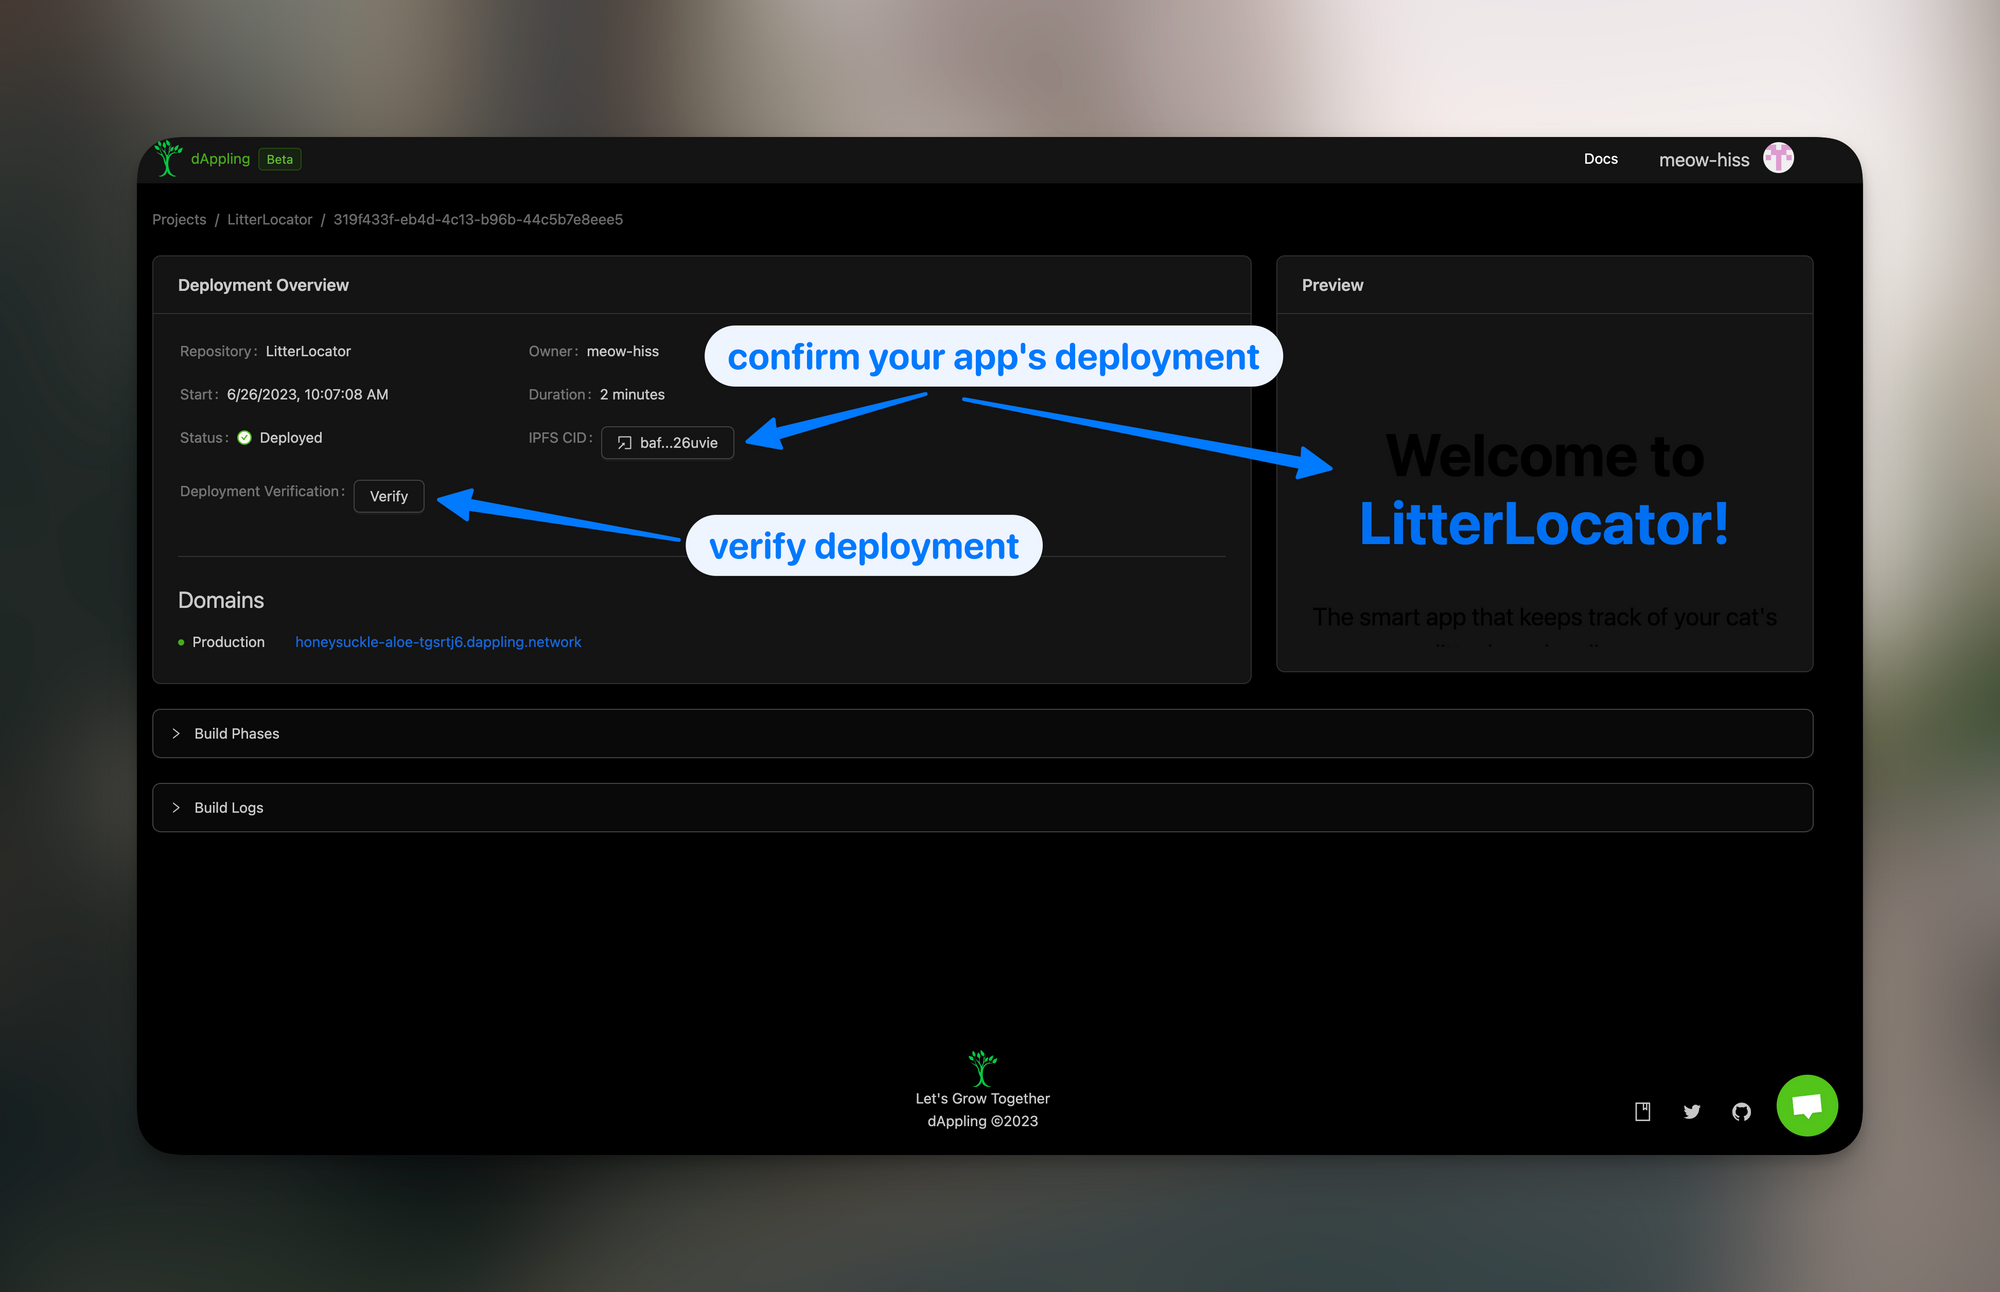 dAppling Beta
Docs
meow-hiss
Projects / LitterLocator / 319f433f-eb4d-4c13-b96b-44c5b7e8eee5
Deployment Overview
Repository: LitterLocator
Owner: meow-hiss
confirm your app's deployment
Start: 6/26/2023, 10:07:08 AM
Duration: 2 minutes
Status: Deployed
IPFS CID: baf...26uvie
Deployment Verification: Verify
verify deployment
Domains
Production honeysuckle-aloe-tgsrtj6.dappling.network
Preview
Welcome to
LitterLocator!
The smart app that keeps track of your cat's
Build Phases
Build Logs
Let's Grow Together
dAppling ©2023